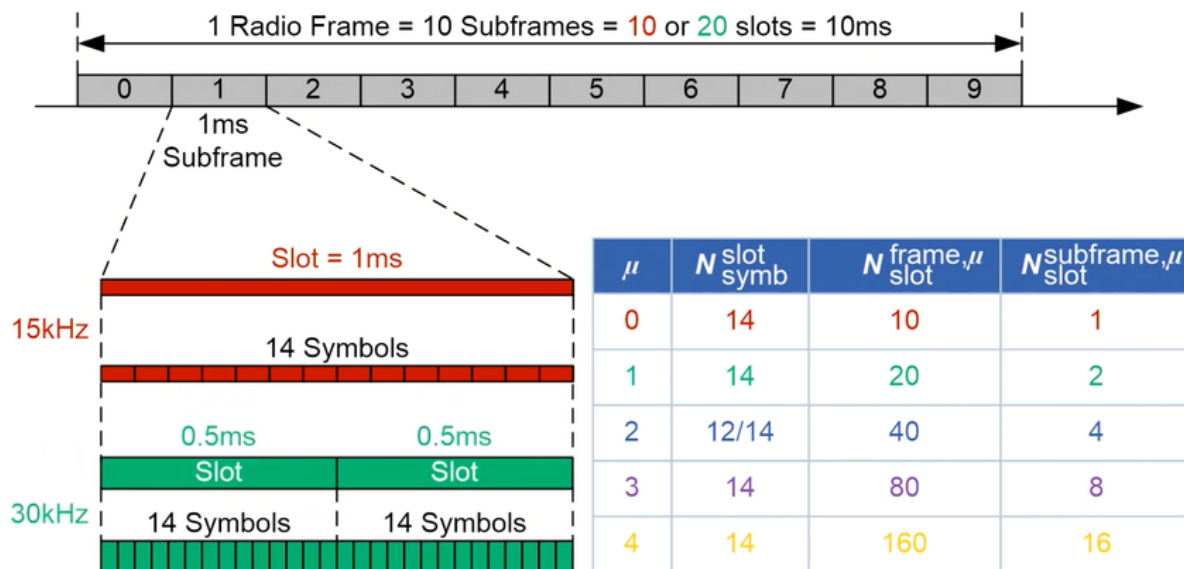 1 Radio Frame = 10 Subframes = 10 or 20 slots = 10ms
0 1 2 3 4 5 6 7 8 9
1ms
Subframe
Slot = 1ms
15kHz
14 Symbols
0.5ms 0.5ms
Slot Slot
30kHz
14 Symbols 14 Symbols
μ N slot symb N frame,μ slot N subframe,μ slot
0 14 10 1
1 14 20 2
2 12/14 40 4
3 14 80 8
4 14 160 16